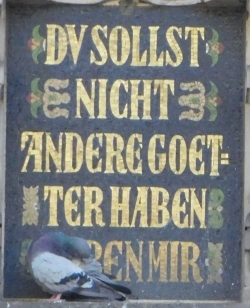 DV SOLLST
NICHT
ANDERE GOET=
TER HABEN
MIR